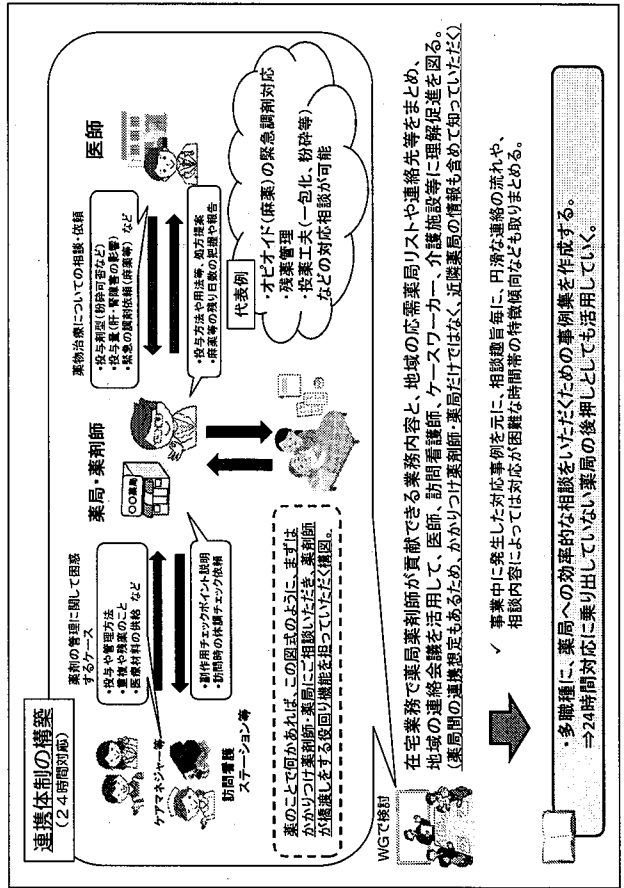 連携体制の構築
（２４時間対応）
薬剤の管理に関して困惑
するケース
・投与や管理方法
・重複や残薬のこと
・医療材料の供給　など
ケアマネジャー等
訪問看護
ステーション等
・副作用チェックポイント説明
・訪問時の体調チェック依頼
薬局・薬剤師
〇〇薬局
薬物治療についての相談・依頼
・投与剤型（粉砕可否など）
・投与量（肝・腎障害の影響）
・緊急の調剤依頼（麻薬等）　など
医師
・投与方法や用法等、処方提案
・麻薬等の残り日数の把握や報告
代表例
・オピオイド（麻薬）の緊急調剤対応
・残薬管理
・投薬工夫（一包化、粉砕等）
などの対応相談が可能
薬のことで何かあれば、この図式のように、まずは
かかりつけ薬剤師・薬局にご相談いただき、薬剤師
が橋渡しをする役回り機能を担っていただく構図。
WGで検討
在宅業務で薬局薬剤師が貢献できる業務内容と、地域の応需薬局リストや連絡先等をまとめ、
地域の連絡会議を活用して、医師、訪問看護師、ケースワーカー、介護施設等に理解促進を図る。
（薬局間の連携想定もあるため、かかりつけ薬剤師・薬局だけではなく、近隣薬局の情報も含めて知っていただく）
✓ 事業中に発生した対応事例を元に、相談趣旨毎に、円滑な連絡の流れや、
相談内容によっては対応が困難な時間帯の特徴傾向なども取りまとめる。
・多職種に、薬局への効率的な相談をいただくための事例集を作成する。
⇒24時間対応に乗り出していない薬局の後押しとしても活用していく。